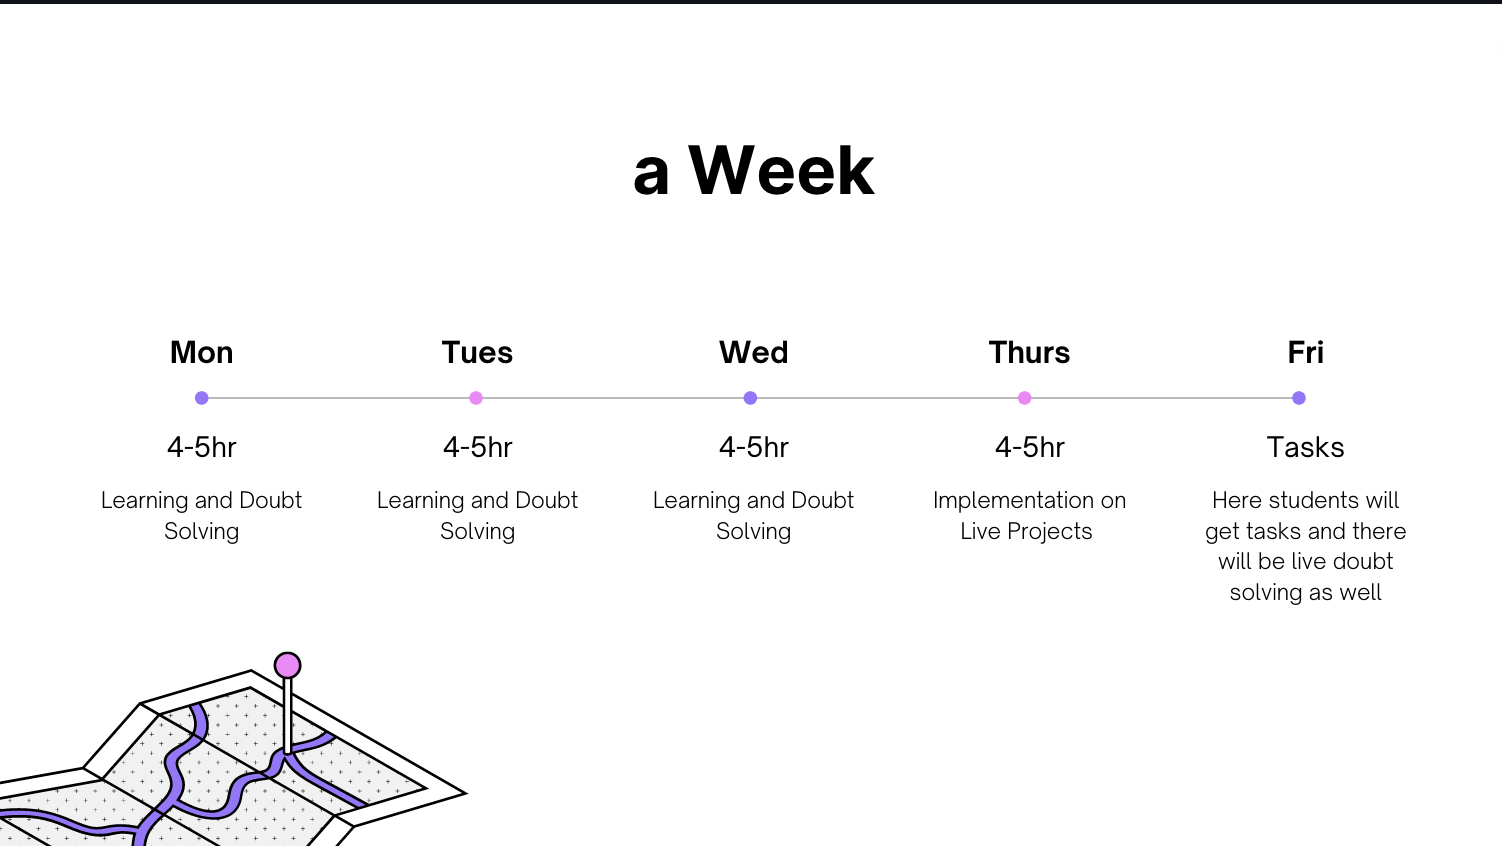 a Week
Mon
Tues
Wed
Thurs
Fri
4-5hr
4-5hr
4-5hr
4-5hr
Tasks
Learning and Doubt
Solving
Learning and Doubt
Solving
Learning and Doubt
Solving
Implementation on
Live Projects
Here students will
get tasks and there
will be live doubt
solving as well